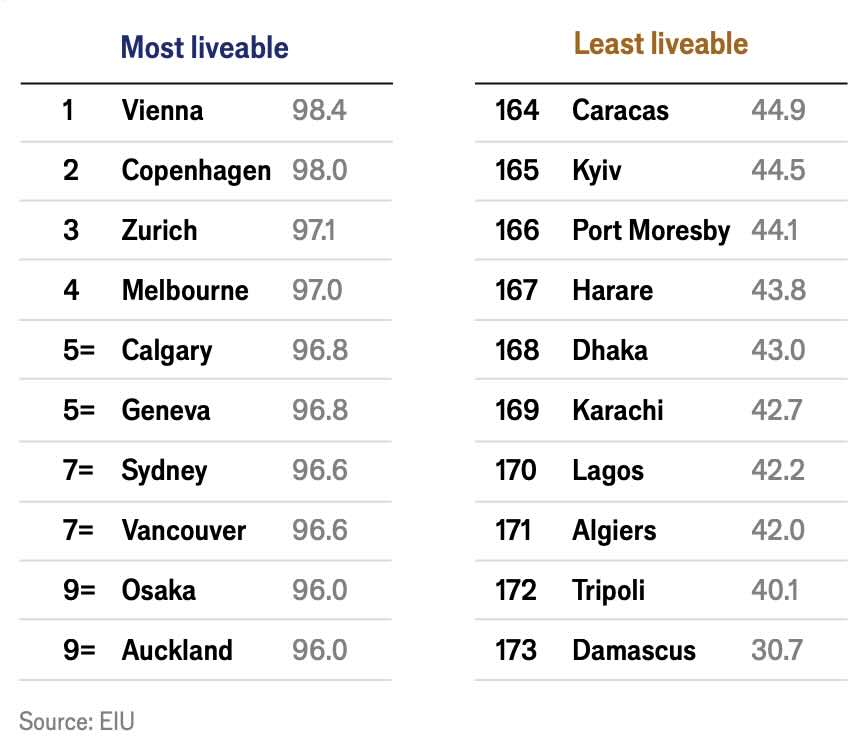 Most liveable
1 Vienna 98.4
2 Copenhagen 98.0
3 Zurich 97.1
4 Melbourne 97.0
5= Calgary 96.8
5= Geneva 96.8
7= Sydney 96.6
7= Vancouver 96.6
9= Osaka 96.0
9= Auckland 96.0
Least liveable
164 Caracas 44.9
165 Kyiv 44.5
166 Port Moresby 44.1
167 Harare 43.8
168 Dhaka 43.0
169 Karachi 42.7
170 Lagos 42.2
171 Algiers 42.0
172 Tripoli 40.1
173 Damascus 30.7
Source: EIU